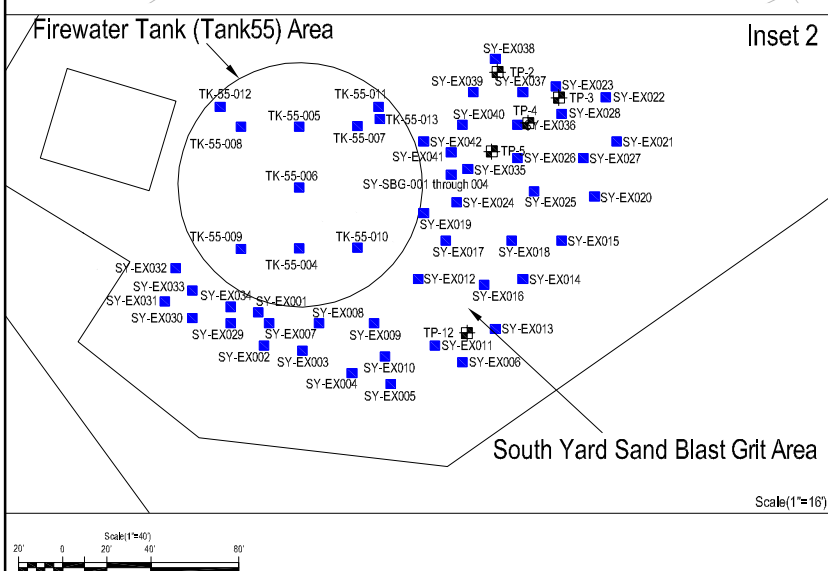 Firewater Tank (Tank55) Area
Inset 2
SY-EX038
TP-2
SY-EX039
SY-EX037
SY-EX023
TP-3
SY-EX022
TK-55-012
TK-55-011
TK-55-005
TK-55-013
TK-55-008
TK-55-007
SY-EX040
TP-4
SY-EX028
SY-EX036
SY-EX042
SY-EX021
SY-EX041
TP-5
SY-EX026
SY-EX027
SY-EX035
TK-55-006
SY-SBG-001 through 004
SY-EX024
SY-EX025
SY-EX020
SY-EX019
TK-55-009
TK-55-010
TK-55-004
SY-EX017
SY-EX018
SY-EX015
SY-EX032
SY-EX033
SY-EX012
SY-EX014
SY-EX031
SY-EX034
SY-EX001
SY-EX016
SY-EX030
SY-EX029
SY-EX007
SY-EX008
SY-EX009
TP-12
SY-EX013
SY-EX002
SY-EX003
SY-EX011
SY-EX010
SY-EX006
SY-EX004
SY-EX005
South Yard Sand Blast Grit Area
Scale(1"=16')
Scale(1"=40')
20' 0 20' 40' 80'